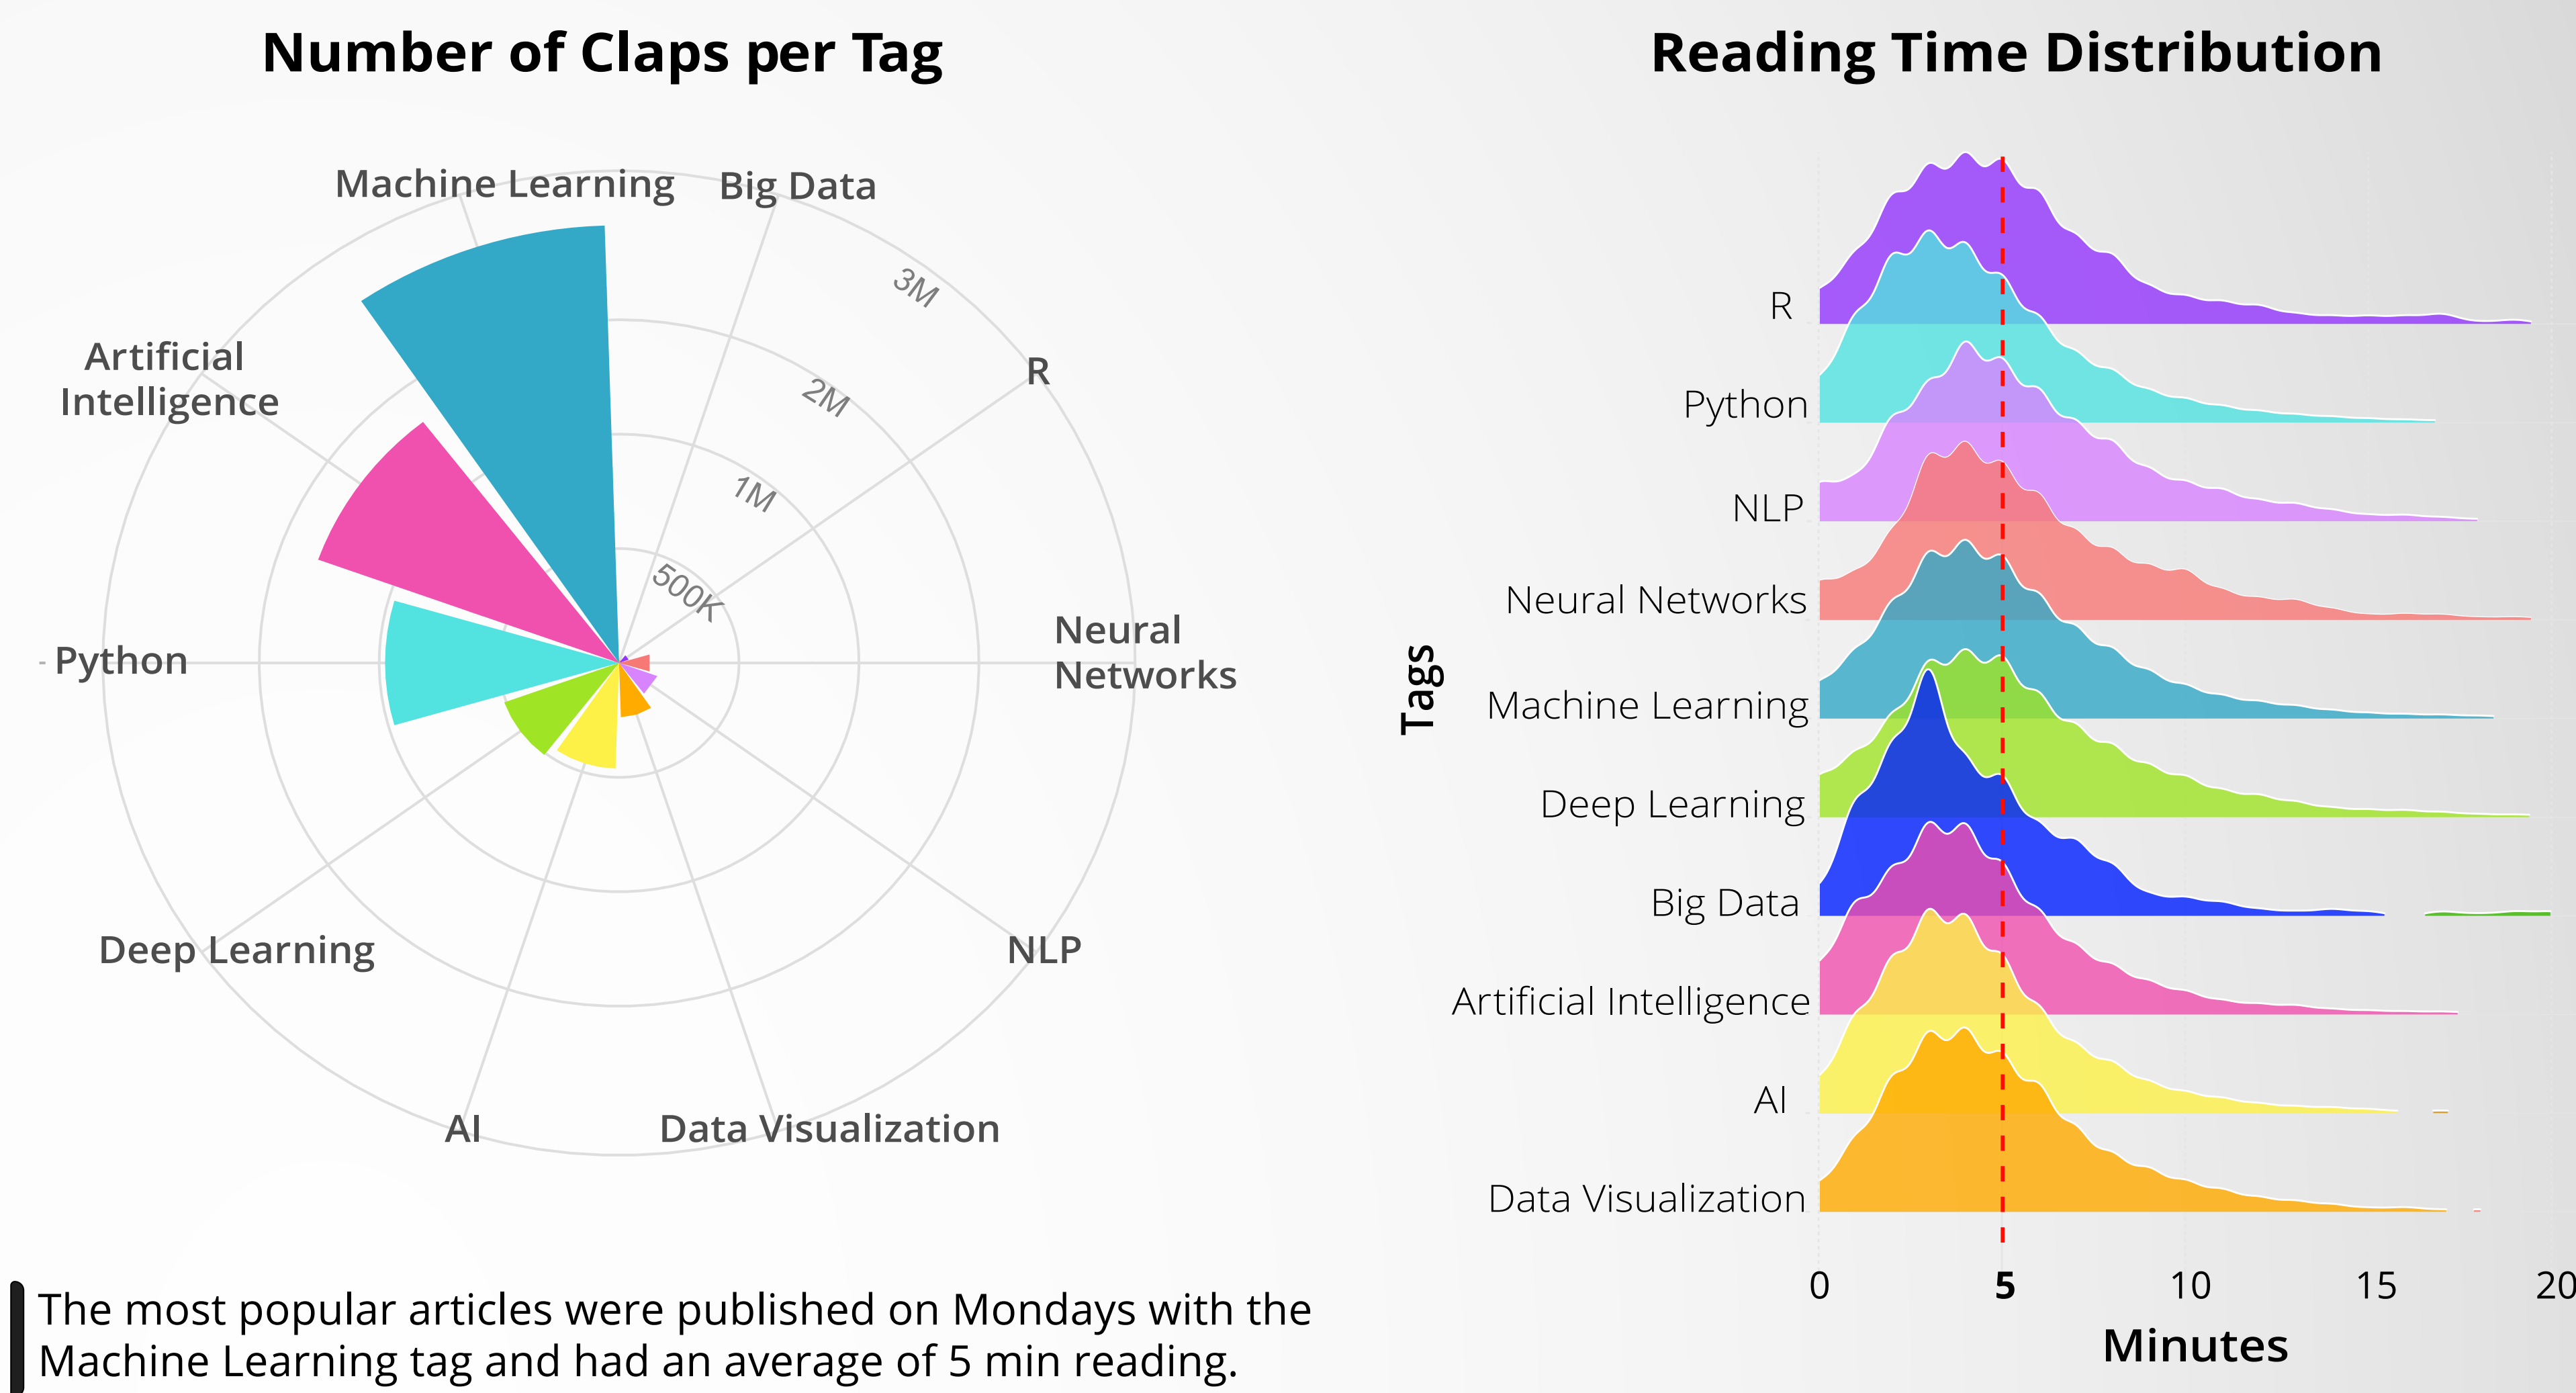 Number of Claps per Tag
Machine Learning
Big Data
3M
Artificial
Intelligence
R
2M
1M
500K
Python
Neural
Networks
Deep Learning
NLP
AI
Data Visualization
The most popular articles were published on Mondays with the
Machine Learning tag and had an average of 5 min reading.
Reading Time Distribution
Tags
R
Python
NLP
Neural Networks
Machine Learning
Deep Learning
Big Data
Artificial Intelligence
AI
Data Visualization
0 5 10 15 20
Minutes